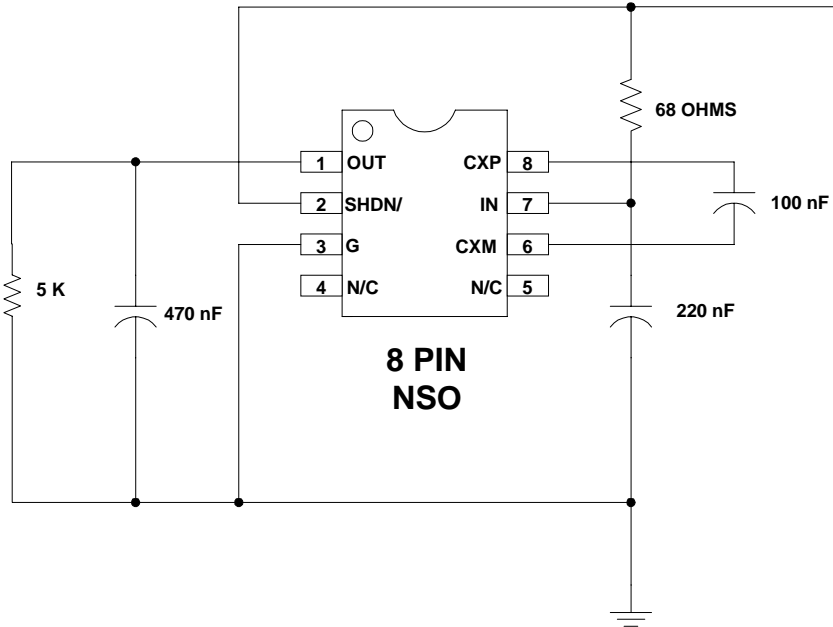 68 OHMS
1 OUT CXP 8
2 SHDN/ IN 7
100 nF
3 G CXM 6
4 N/C N/C 5
5 K
470 nF
220 nF
8 PIN
NSO